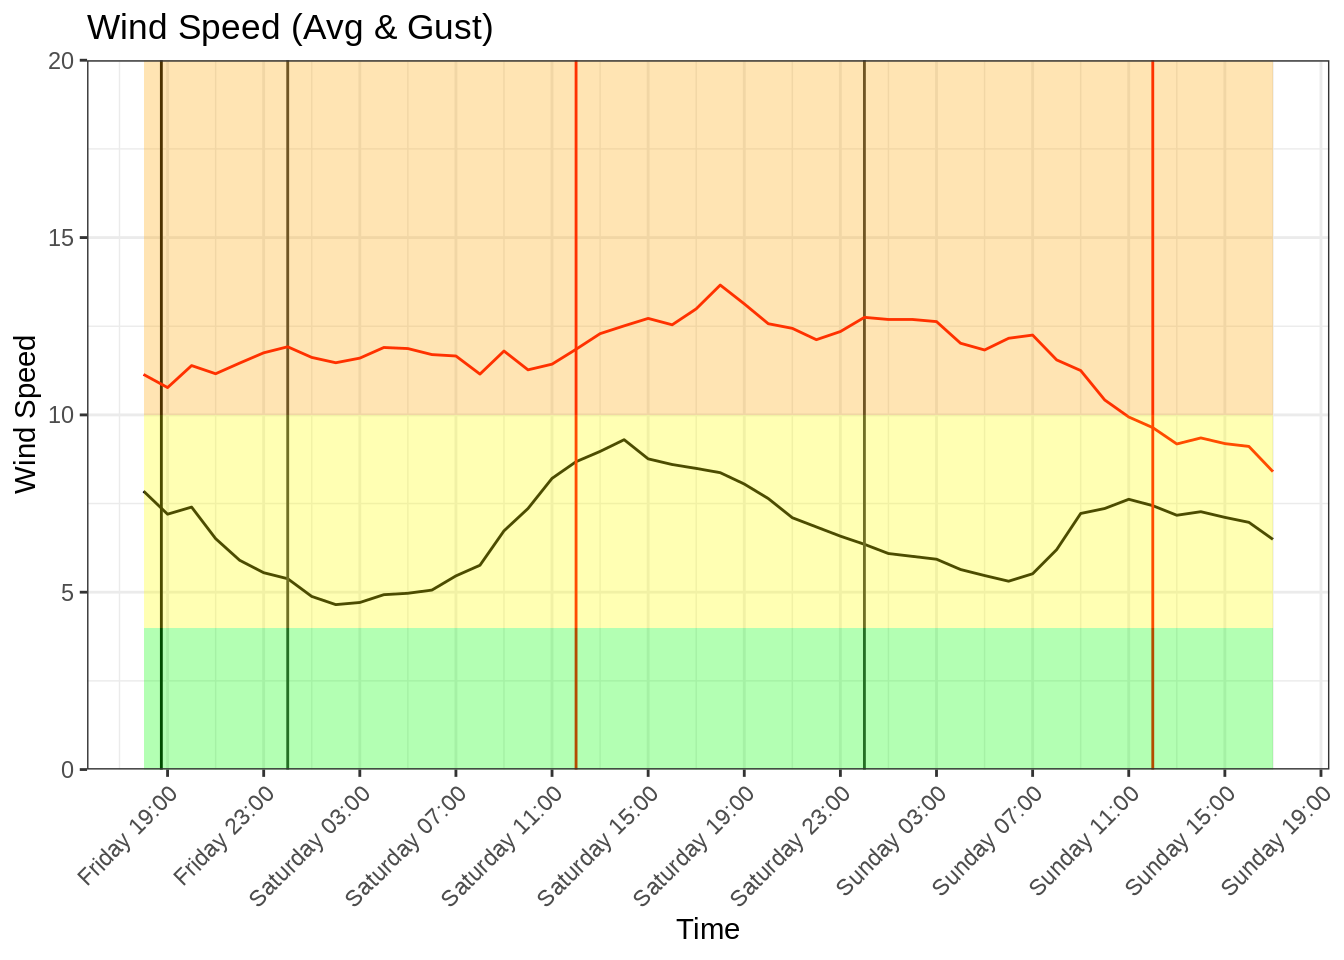 Wind Speed (Avg & Gust)
20
15
10
5
0
Wind Speed
Friday 19:00
Friday 23:00
Saturday 03:00
Saturday 07:00
Saturday 11:00
Saturday 15:00
Saturday 19:00
Saturday 23:00
Sunday 03:00
Sunday 07:00
Sunday 11:00
Sunday 15:00
Sunday 19:00
Time